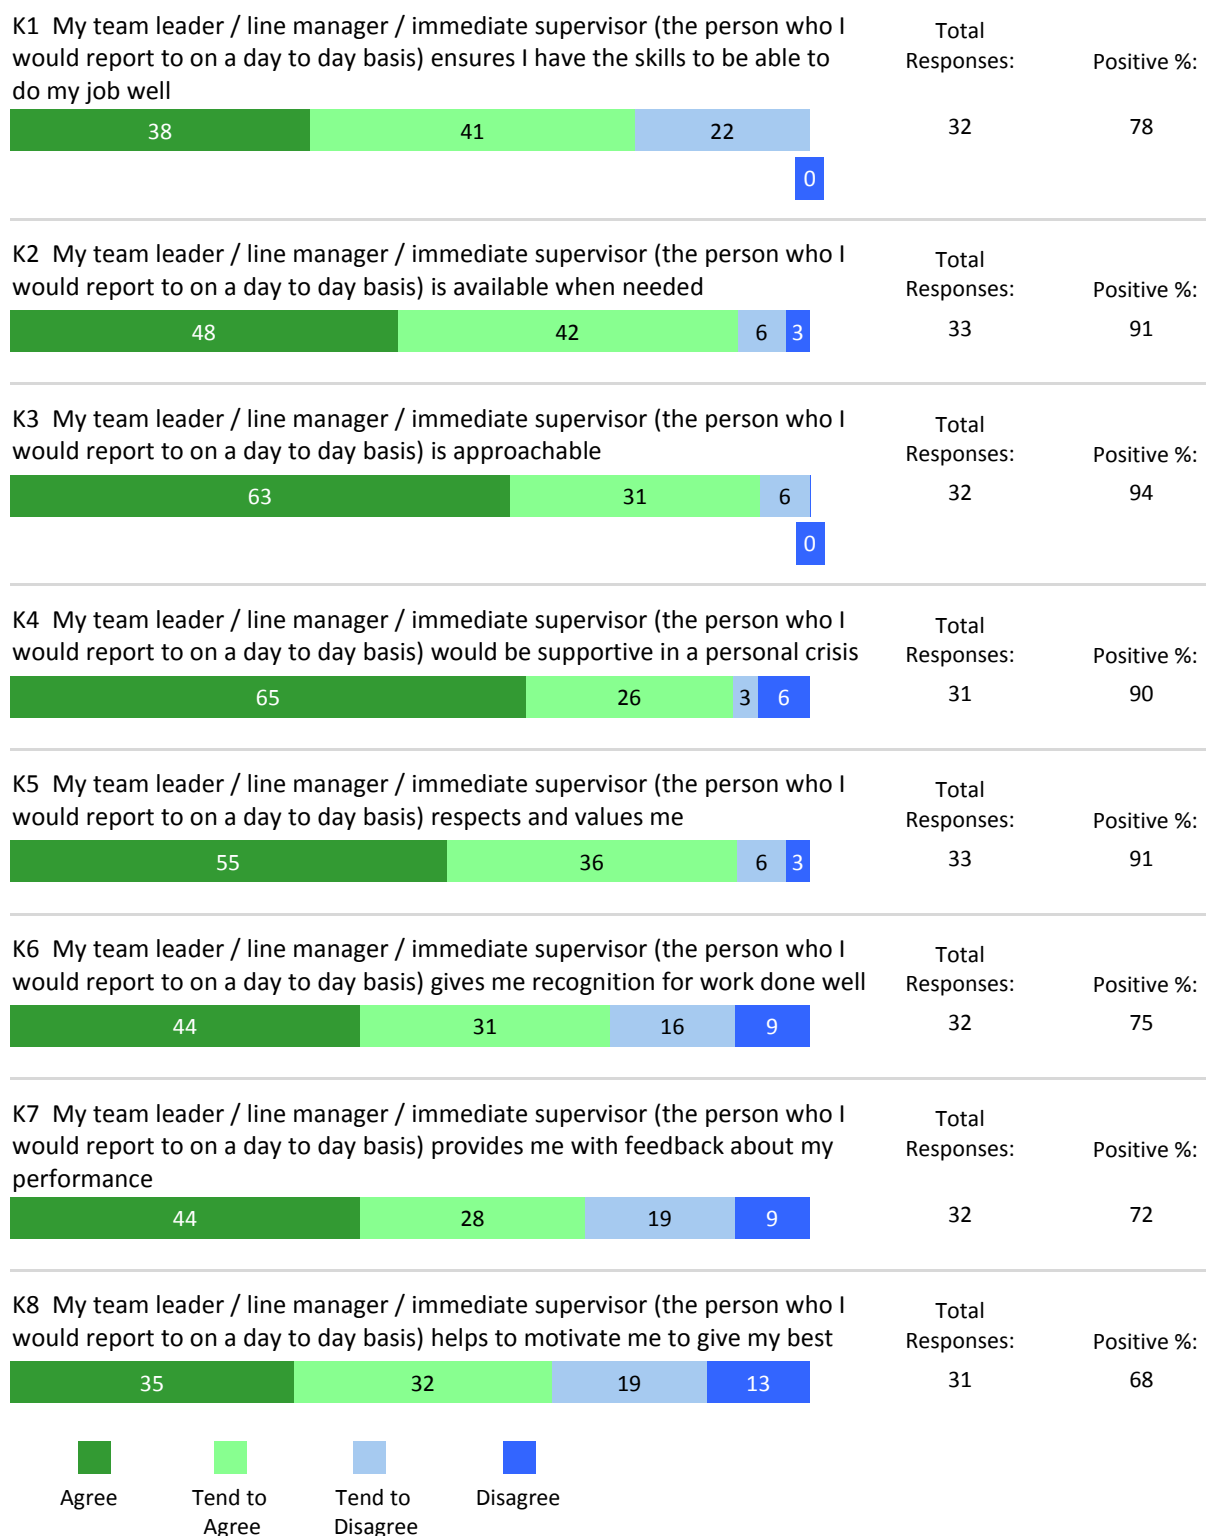 K1 My team leader / line manager / immediate supervisor (the person who I
would report to on a day to day basis) ensures I have the skills to be able to
do my job well
Total
Responses:
Positive %:
38 41 22
32
78
0
K2 My team leader / line manager / immediate supervisor (the person who I
would report to on a day to day basis) is available when needed
Total
Responses:
Positive %:
48 42 6 3
33
91
K3 My team leader / line manager / immediate supervisor (the person who I
would report to on a day to day basis) is approachable
Total
Responses:
Positive %:
63 31 6
32
94
0
K4 My team leader / line manager / immediate supervisor (the person who I
would report to on a day to day basis) would be supportive in a personal crisis
Total
Responses:
Positive %:
65 26 3 6
31
90
K5 My team leader / line manager / immediate supervisor (the person who I
would report to on a day to day basis) respects and values me
Total
Responses:
Positive %:
55 36 6 3
33
91
K6 My team leader / line manager / immediate supervisor (the person who I
would report to on a day to day basis) gives me recognition for work done well
Total
Responses:
Positive %:
44 31 16 9
32
75
K7 My team leader / line manager / immediate supervisor (the person who I
would report to on a day to day basis) provides me with feedback about my
performance
Total
Responses:
Positive %:
44 28 19 9
32
72
K8 My team leader / line manager / immediate supervisor (the person who I
would report to on a day to day basis) helps to motivate me to give my best
Total
Responses:
Positive %:
35 32 19 13
31
68
Agree
Tend to
Agree
Tend to
Disagree
Disagree